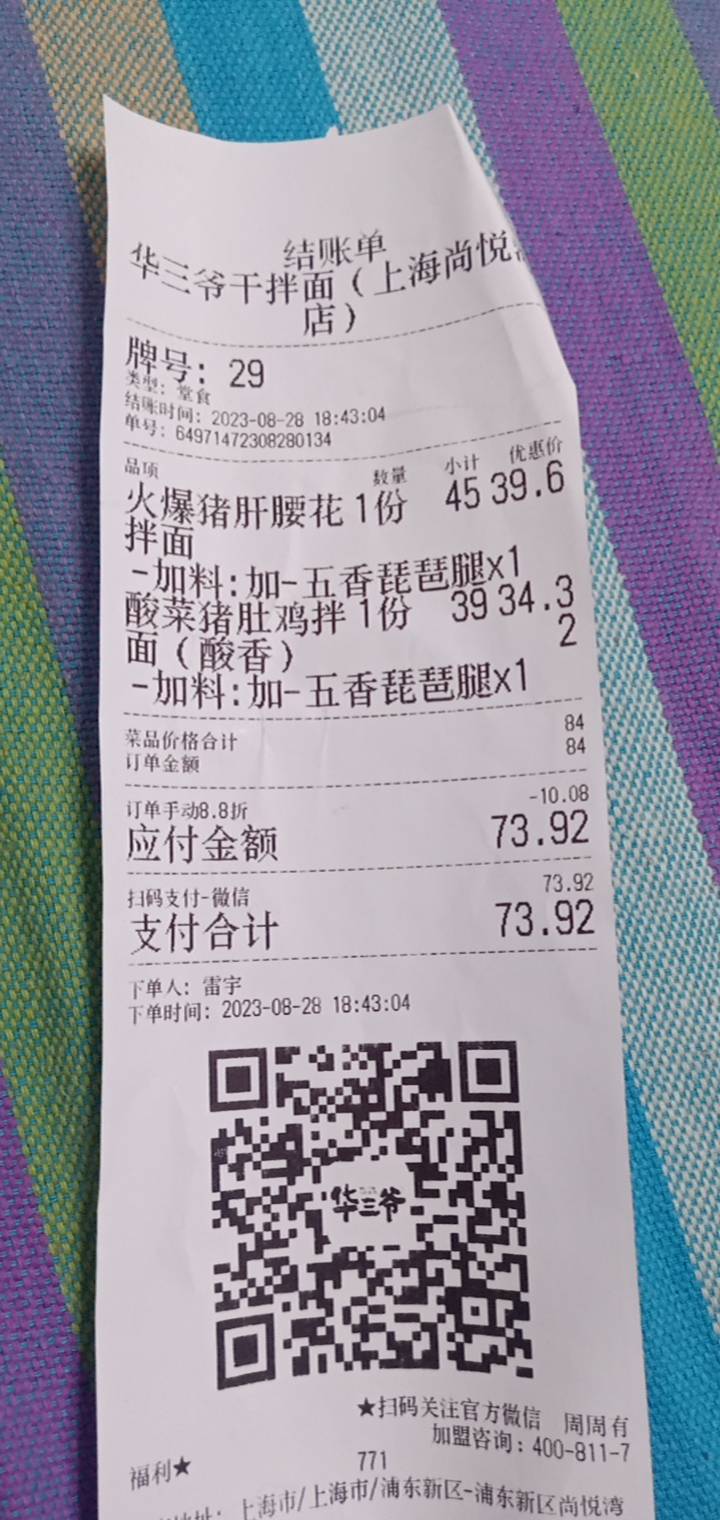 结账单
华三爷干拌面（上海尚悦
店）
牌号: 29
类型: 堂食
结账时间: 2023-08-28 18:43:04
单号: 64971472308280134
品项 数量 小计 优惠价
火爆猪肝腰花 1份 45 39.6
拌面
-加料:加-五香琵琶腿x1
酸菜猪肚鸡拌 1份 39 34.3
面（酸香） 2
-加料:加-五香琵琶腿x1
菜品价格合计 84
订单金额 84
订单手动8.8折 -10.08
应付金额 73.92
扫码支付-微信 73.92
支付合计 73.92
下单人: 雷宇
下单时间: 2023-08-28 18:43:04
华三爷
★扫码关注官方微信 周周有
福利★
加盟咨询: 400-811-7
771
地址: 上海市/上海市/浦东新区-浦东新区尚悦湾